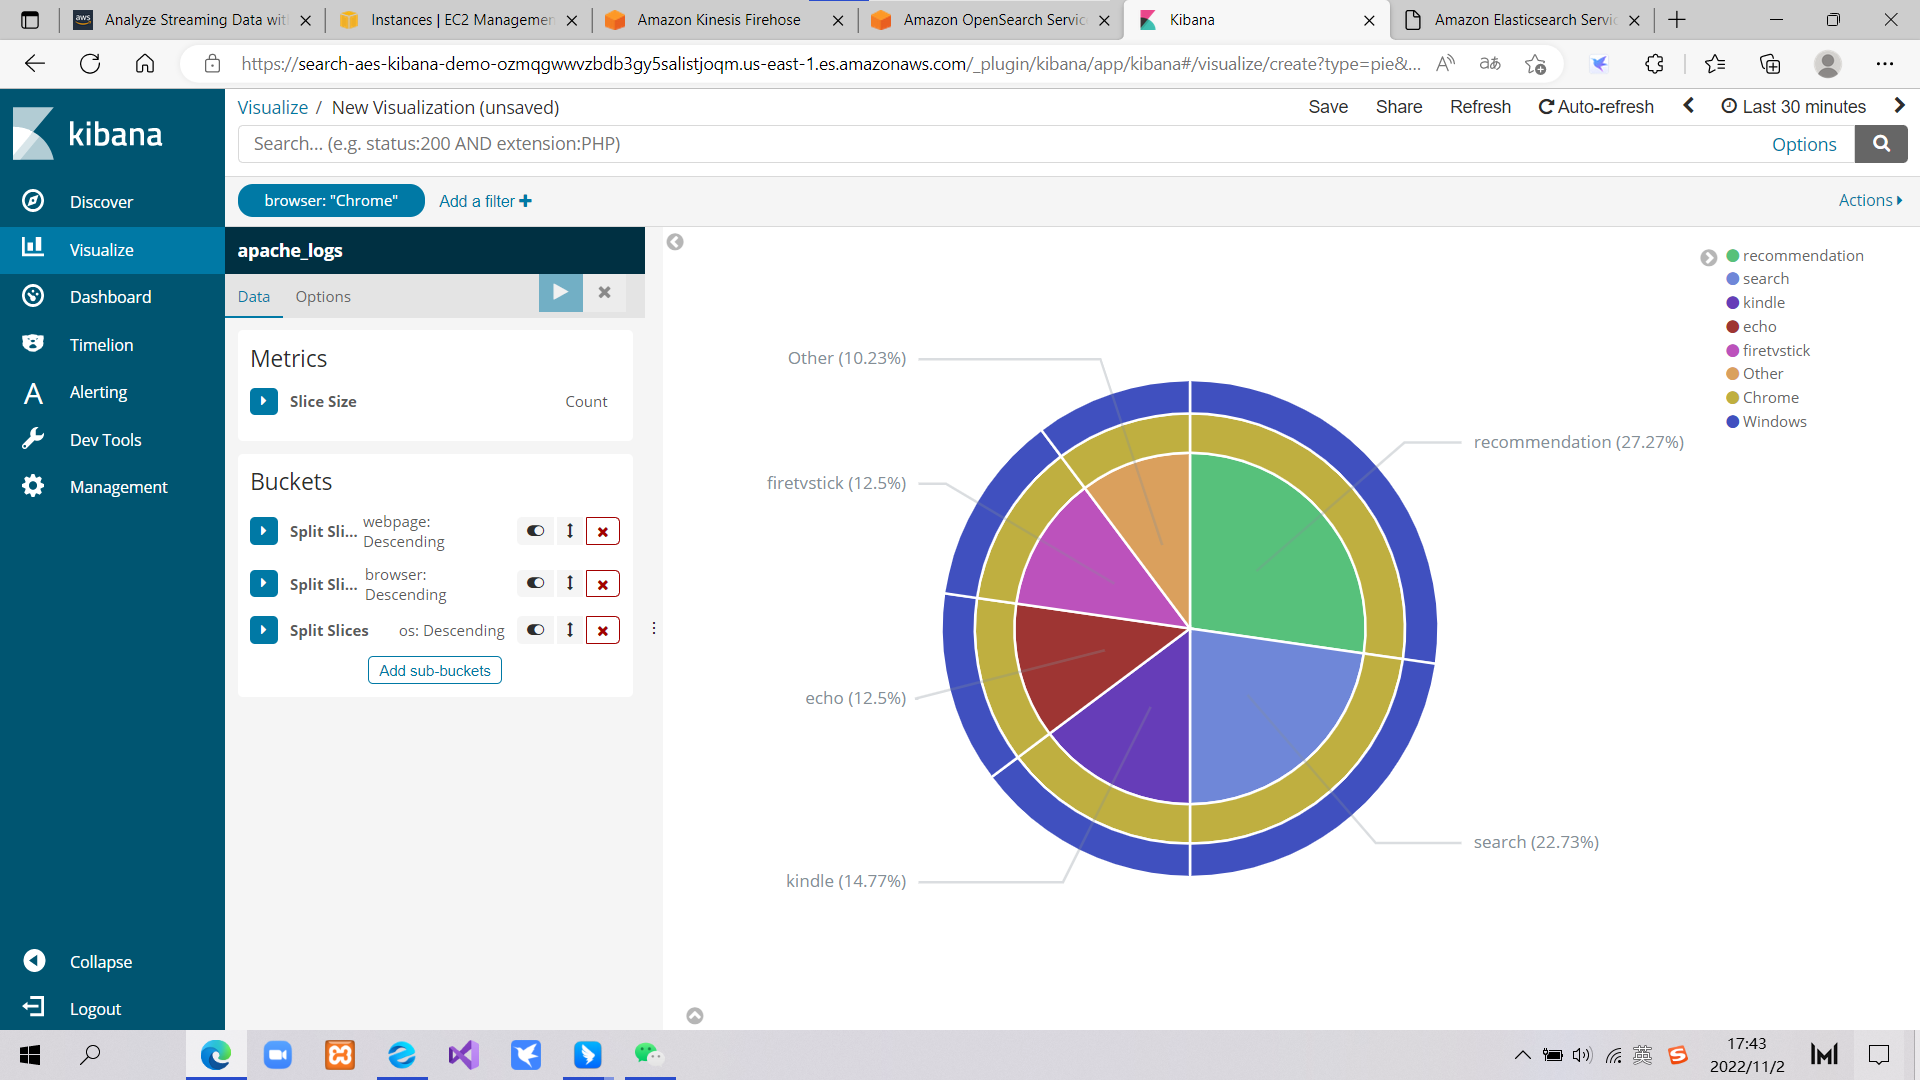 Analyze Streaming Data wit
Instances | EC2 Managemen
Amazon Kinesis Firehose
Amazon OpenSearch Servic
Kibana
Amazon Elasticsearch Servic
https://search-aes-kibana-demo-ozmqgwwvzbdb3gy5salistjoqm.us-east-1.es.amazonaws.com/_plugin/kibana/app/kibana#/visualize/create?type=pie&...
kibana
Visualize / New Visualization (unsaved)
Save Share Refresh Auto-refresh Last 30 minutes
Search... (e.g. status:200 AND extension:PHP)
Options
browser: "Chrome"
Add a filter
Actions
Discover
Visualize
Dashboard
Timelion
Alerting
Dev Tools
Management
Collapse
Logout
apache_logs
Data Options
Metrics
Slice Size Count
Buckets
Split Sli... webpage:
Descending
Split Sli... browser:
Descending
Split Slices os: Descending
Add sub-buckets
Other (10.23%)
firetvstick (12.5%)
echo (12.5%)
kindle (14.77%)
recommendation (27.27%)
search (22.73%)
recommendation
search
kindle
echo
firetvstick
Other
Chrome
Windows
英
17:43
2022/11/2